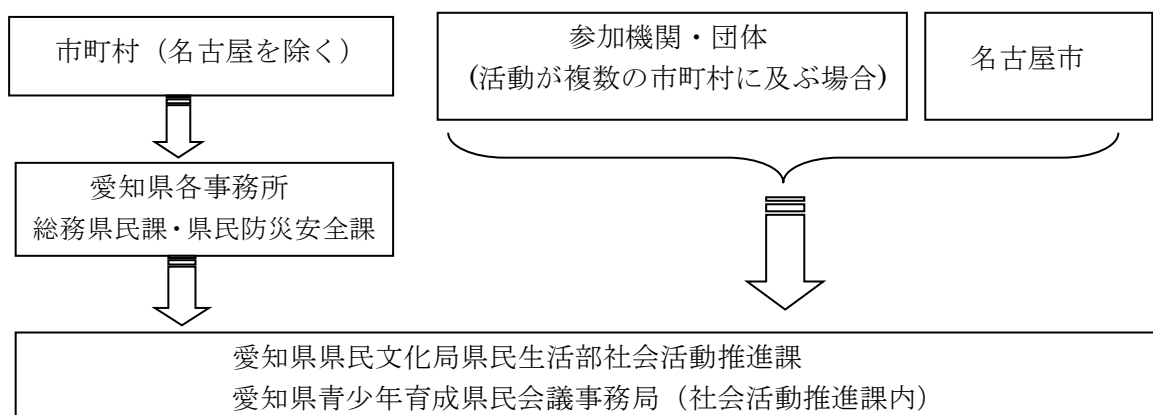 市町村（名古屋を除く）
参加機関・団体
(活動が複数の市町村に及ぶ場合)
名古屋市
愛知県各事務所
総務県民課・県民防災安全課
愛知県県民文化局県民生活部社会活動推進課
愛知県青少年育成県民会議事務局（社会活動推進課内）